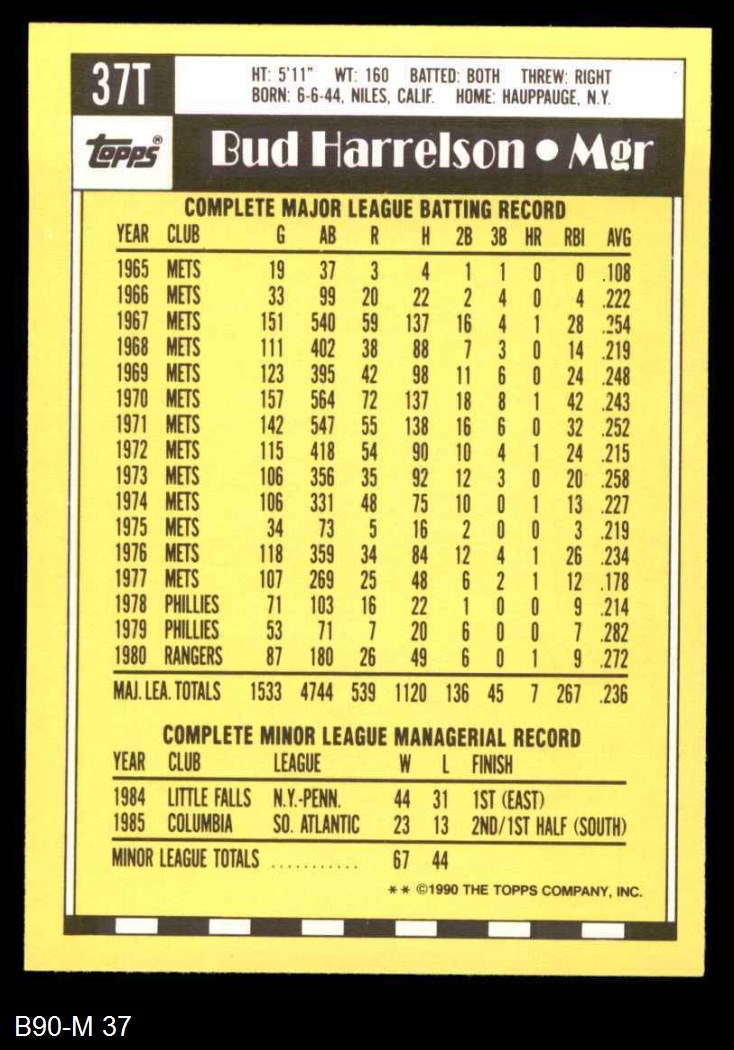 37T
HT: 5'11" WT: 160 BATTED: BOTH THREW: RIGHT
BORN: 6-6-44, NILES, CALIF. HOME: HAUPPAUGE, N.Y.
topps®
Bud Harrelson • Mgr
COMPLETE MAJOR LEAGUE BATTING RECORD
YEAR CLUB G AB R H 2B 3B HR RBI AVG
1965 METS 19 37 3 4 1 1 0 0 .108
1966 METS 33 99 20 22 2 4 0 4 .222
1967 METS 151 540 59 137 16 4 1 28 .254
1968 METS 111 402 38 88 7 3 0 14 .219
1969 METS 123 395 42 98 11 6 0 24 .248
1970 METS 157 564 72 137 18 8 1 42 .243
1971 METS 142 547 55 138 16 6 0 32 .252
1972 METS 115 418 54 90 10 4 1 24 .215
1973 METS 106 356 35 92 12 3 0 20 .258
1974 METS 106 331 48 75 10 0 1 13 .227
1975 METS 34 73 5 16 2 0 0 3 .219
1976 METS 118 359 34 84 12 4 1 26 .234
1977 METS 107 269 25 48 6 2 1 12 .178
1978 PHILLIES 71 103 16 22 1 0 0 9 .214
1979 PHILLIES 53 71 7 20 6 0 0 7 .282
1980 RANGERS 87 180 26 49 6 0 1 9 .272
MAJ. LEA. TOTALS 1533 4744 539 1120 136 45 7 267 .236
COMPLETE MINOR LEAGUE MANAGERIAL RECORD
YEAR CLUB LEAGUE W L FINISH
1984 LITTLE FALLS N.Y.-PENN. 44 31 1ST (EAST)
1985 COLUMBIA SO. ATLANTIC 23 13 2ND/1ST HALF (SOUTH)
MINOR LEAGUE TOTALS ........... 67 44
** ©1990 THE TOPPS COMPANY, INC.
B90-M 37